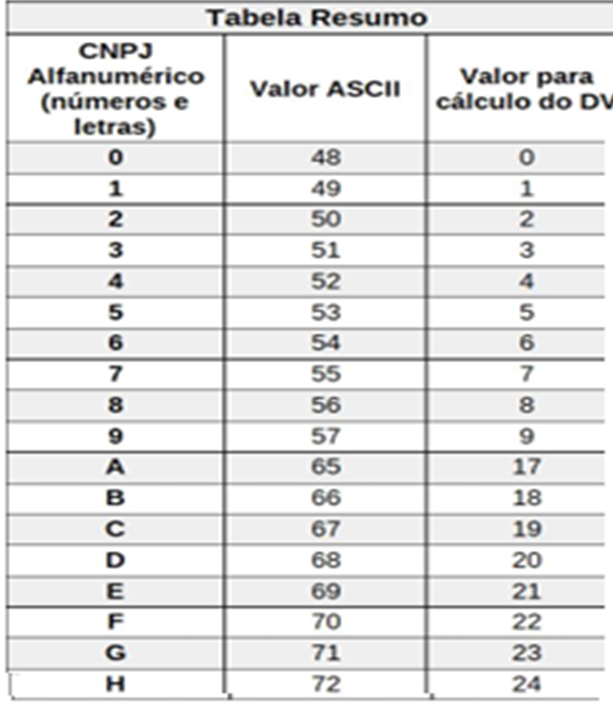 Tabela Resumo
CNPJ
Alfanumérico
(números e
letras)
Valor ASCII
Valor para
cálculo do DV
0 48 0
1 49 1
2 50 2
3 51 3
4 52 4
5 53 5
6 54 6
7 55 7
8 56 8
9 57 9
A 65 17
B 66 18
C 67 19
D 68 20
E 69 21
F 70 22
G 71 23
H 72 24